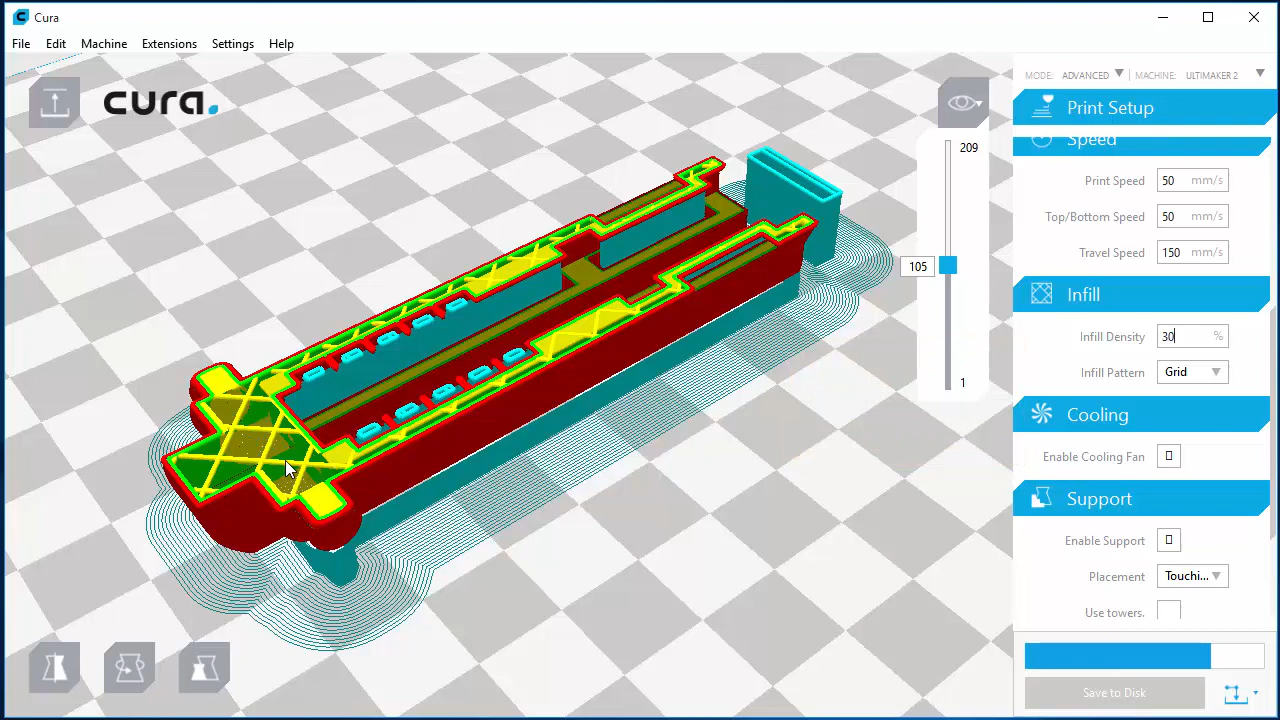 Cura
File Edit Machine Extensions Settings Help
cura.
MODE: ADVANCED MACHINE: ULTIMAKER 2
Print Setup
Speed
Print Speed 50 mm/s
Top/Bottom Speed 50 mm/s
Travel Speed 150 mm/s
Infill
Infill Density 30 %
Infill Pattern Grid
Cooling
Enable Cooling Fan
Support
Enable Support
Placement Touchi...
Use towers.
Save to Disk
209
105
1